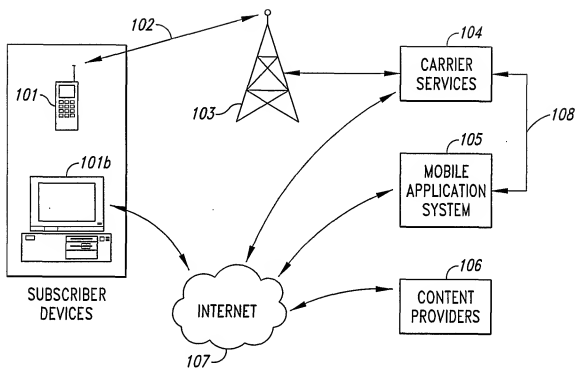 102
104
101
103
CARRIER
SERVICES
108
105
101b
MOBILE
APPLICATION
SYSTEM
106
SUBSCRIBER
DEVICES
INTERNET
CONTENT
PROVIDERS
107